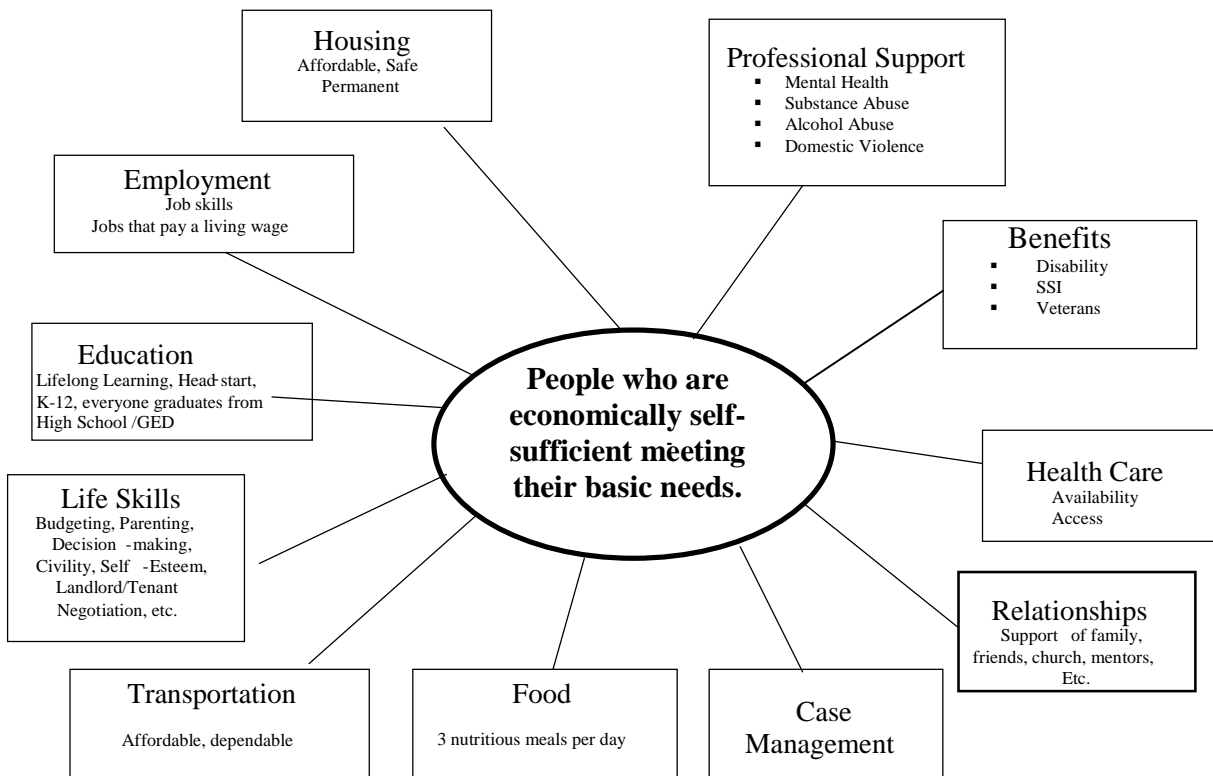 Housing
Affordable, Safe
Permanent
Professional Support
▪ Mental Health
▪ Substance Abuse
▪ Alcohol Abuse
▪ Domestic Violence
Employment
Job skills
Jobs that pay a living wage
Benefits
▪ Disability
▪ SSI
▪ Veterans
Education
Lifelong Learning, Head-start,
K-12, everyone graduates from
High School /GED
People who are
economically self-
sufficient meeting
their basic needs.
Health Care
Availability
Access
Life Skills
Budgeting, Parenting,
Decision -making,
Civility, Self -Esteem,
Landlord/Tenant
Negotiation, etc.
Relationships
Support of family,
friends, church, mentors,
Etc.
Transportation
Affordable, dependable
Food
3 nutritious meals per day
Case
Management